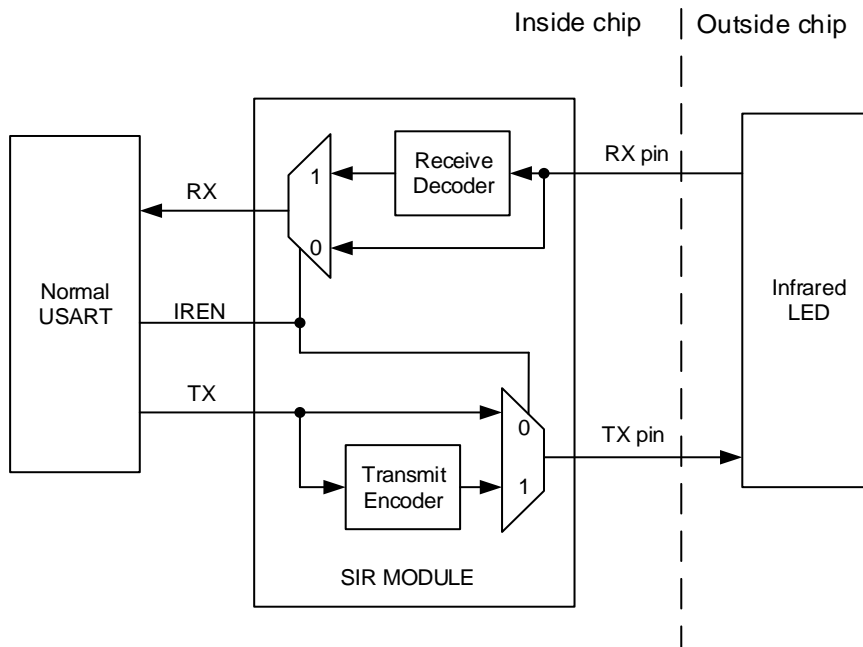 Inside chip
Outside chip
1
Receive
Decoder
RX pin
RX
0
Normal
USART
IREN
Infrared
LED
TX
0
TX pin
Transmit
Encoder
1
SIR MODULE